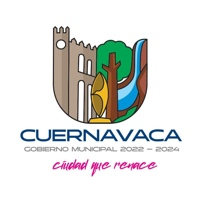 CUERNAVACA
GOBIERNO MUNICIPAL 2022 - 2024
ciudad que renace